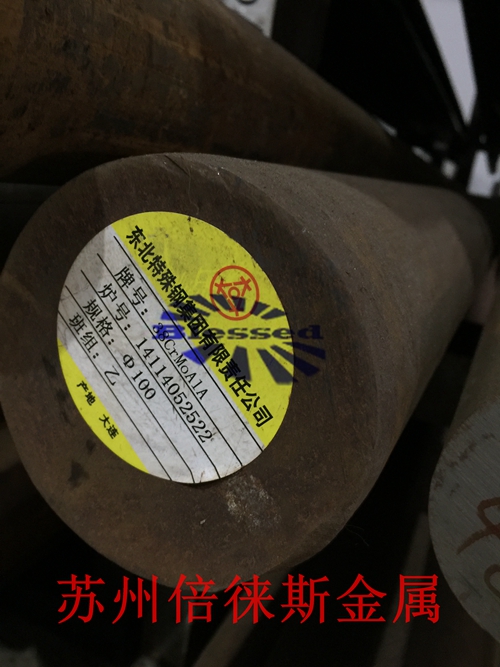 东北特殊钢集团有限责任公司
牌号：38CrMoAlA
炉号：14114052522
规格：Φ100
班组：乙
产地 大连
Blessed
苏州倍徕斯金属